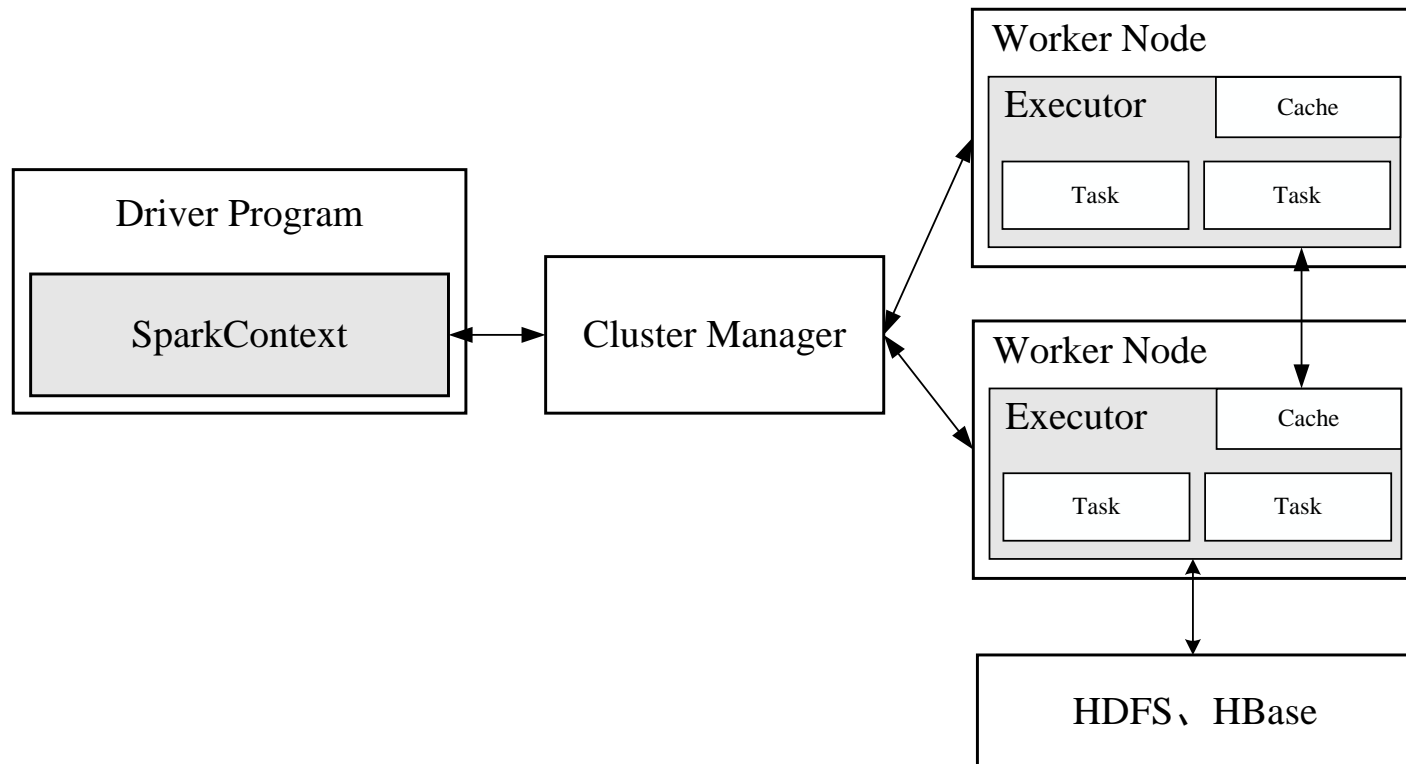 Driver Program
SparkContext
Cluster Manager
Worker Node
Executor
Cache
Task
Task
Worker Node
Executor
Cache
Task
Task
HDFS、HBase